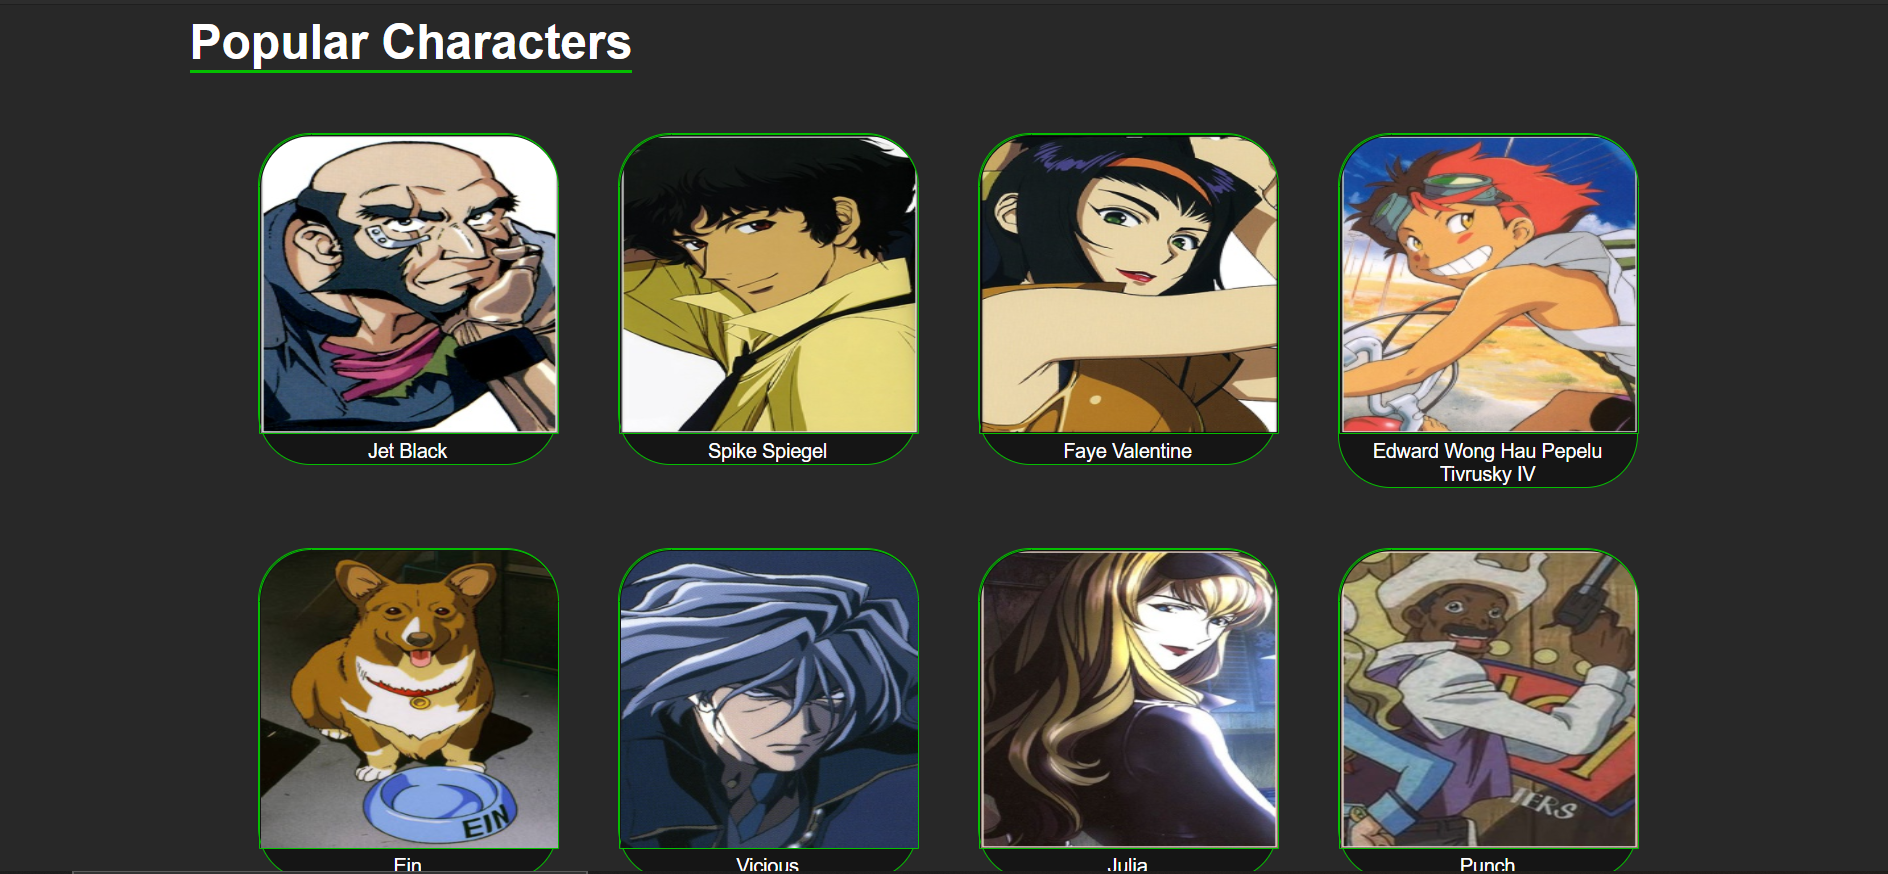 Popular Characters
Jet Black
Spike Spiegel
Faye Valentine
Edward Wong Hau Pepelu
Tivrusky IV
EIN
IERS
Ein
Vicious
Julia
Punch